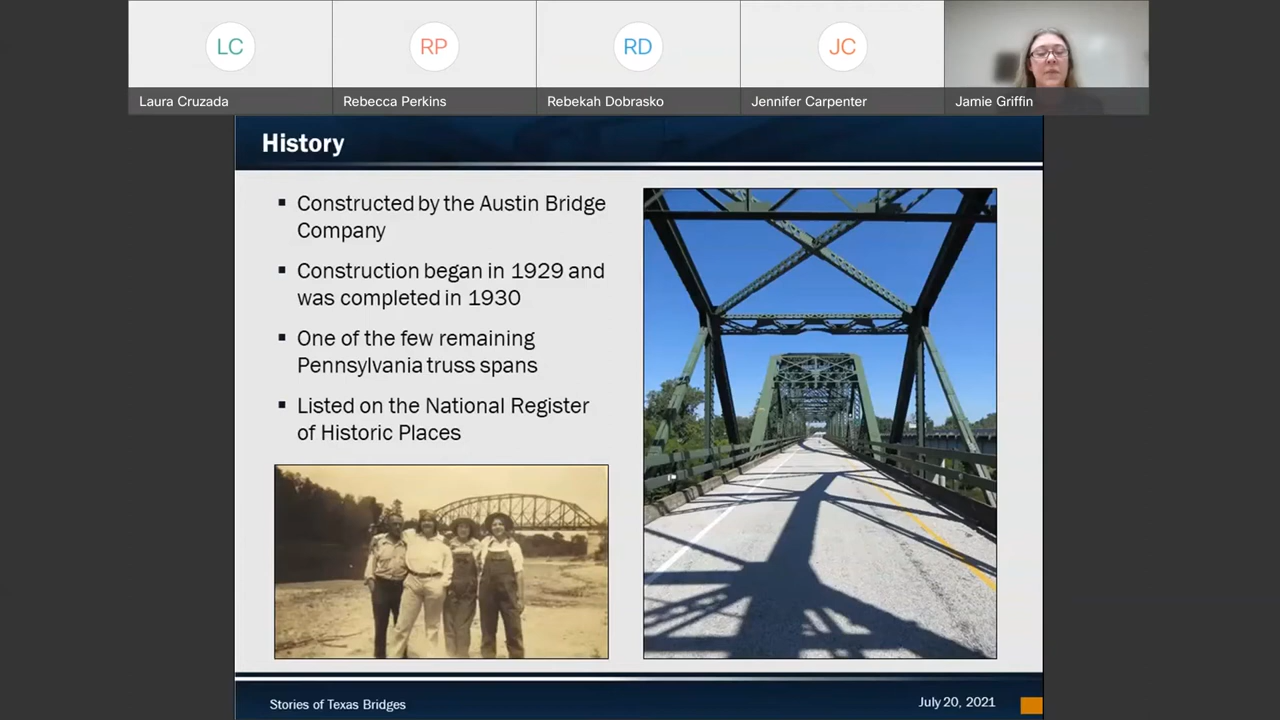 LC
RP
RD
JC
Laura Cruzada
Rebecca Perkins
Rebekah Dobrasko
Jennifer Carpenter
Jamie Griffin
History
▪ Constructed by the Austin Bridge
Company
▪ Construction began in 1929 and
was completed in 1930
▪ One of the few remaining
Pennsylvania truss spans
▪ Listed on the National Register
of Historic Places
Stories of Texas Bridges
July 20, 2021